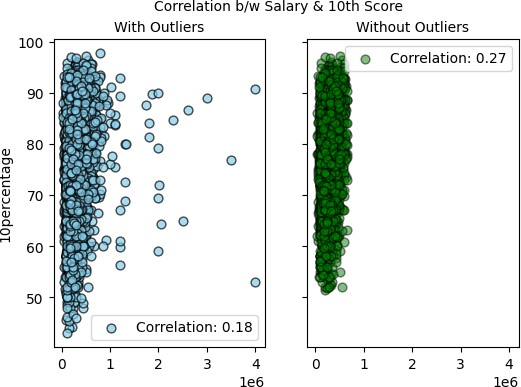 Correlation b/w Salary & 10th Score
With Outliers
Without Outliers
10percentage
100
90
80
70
60
50
Correlation: 0.18
Correlation: 0.27
0 1 2 3 4
1e6
0 1 2 3 4
1e6